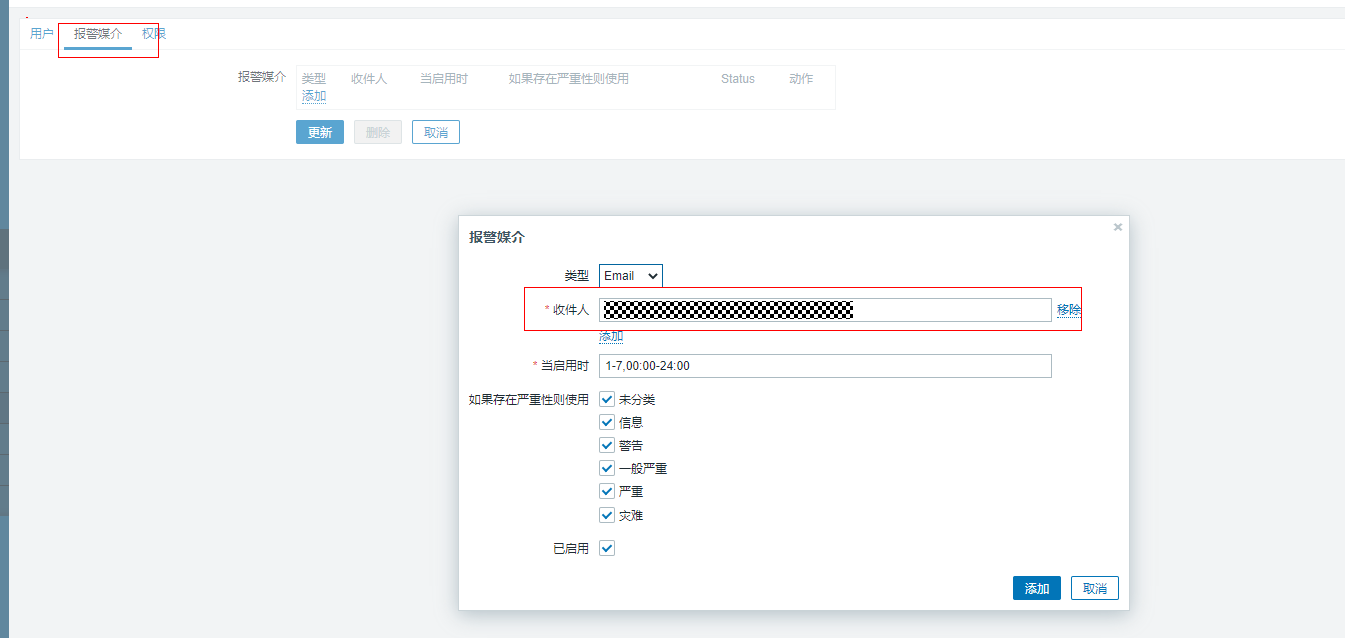 用户 报警媒介 权限
报警媒介 类型 收件人 当启用时 如果存在严重性则使用 Status 动作
添加
更新 删除 取消
报警媒介
类型 Email
* 收件人 移除
添加
* 当启用时 1-7,00:00-24:00
如果存在严重性则使用 未分类
信息
警告
一般严重
严重
灾难
已启用
添加 取消